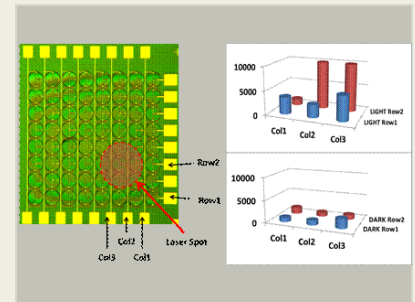 Row2
Row1
Laser Spot
Col2
Col3
Col1
10000
5000
0
Col1
Col2
Col3
LIGHT Row2
LIGHT Row1
10000
5000
0
Col1
Col2
Col3
DARK Row2
DARK Row1